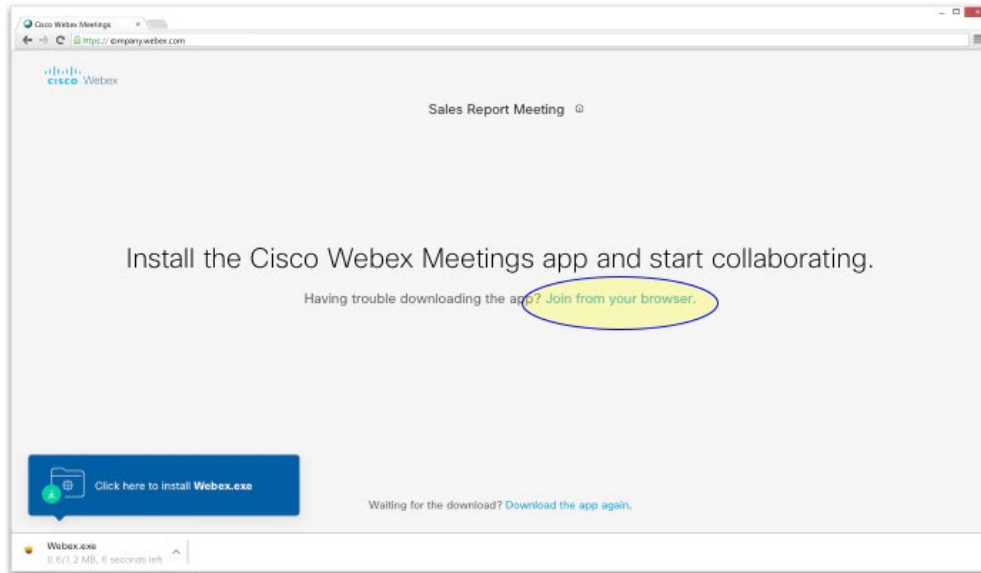 Cisco Webex Meetings
https://company.webex.com
CISCO Webex
Sales Report Meeting
Install the Cisco Webex Meetings app and start collaborating.
Having trouble downloading the app? Join from your browser.
Click here to install Webex.exe
Waiting for the download? Download the app again.
Webex.exe
0.6/1.2 MB, 6 seconds left